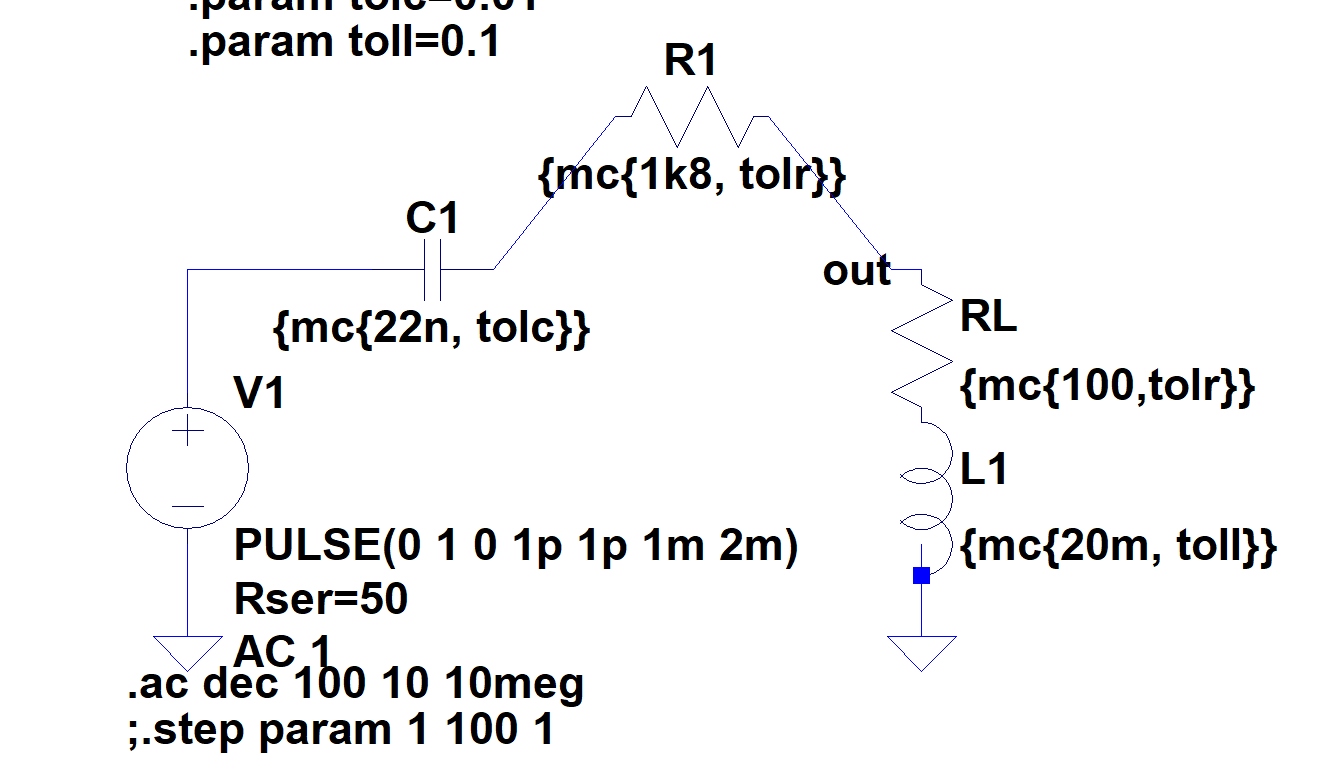 .param tolc=0.01
.param toll=0.1
R1
{mc{1k8, tolr}}
C1
{mc{22n, tolc}}
out
RL
{mc{100,tolr}}
V1
L1
{mc{20m, toll}}
PULSE(0 1 0 1p 1p 1m 2m)
Rser=50
AC 1
.ac dec 100 10 10meg
;.step param 1 100 1